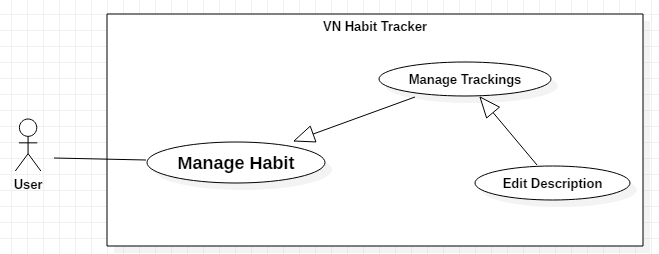 VN Habit Tracker
Manage Trackings
User
Manage Habit
Edit Description